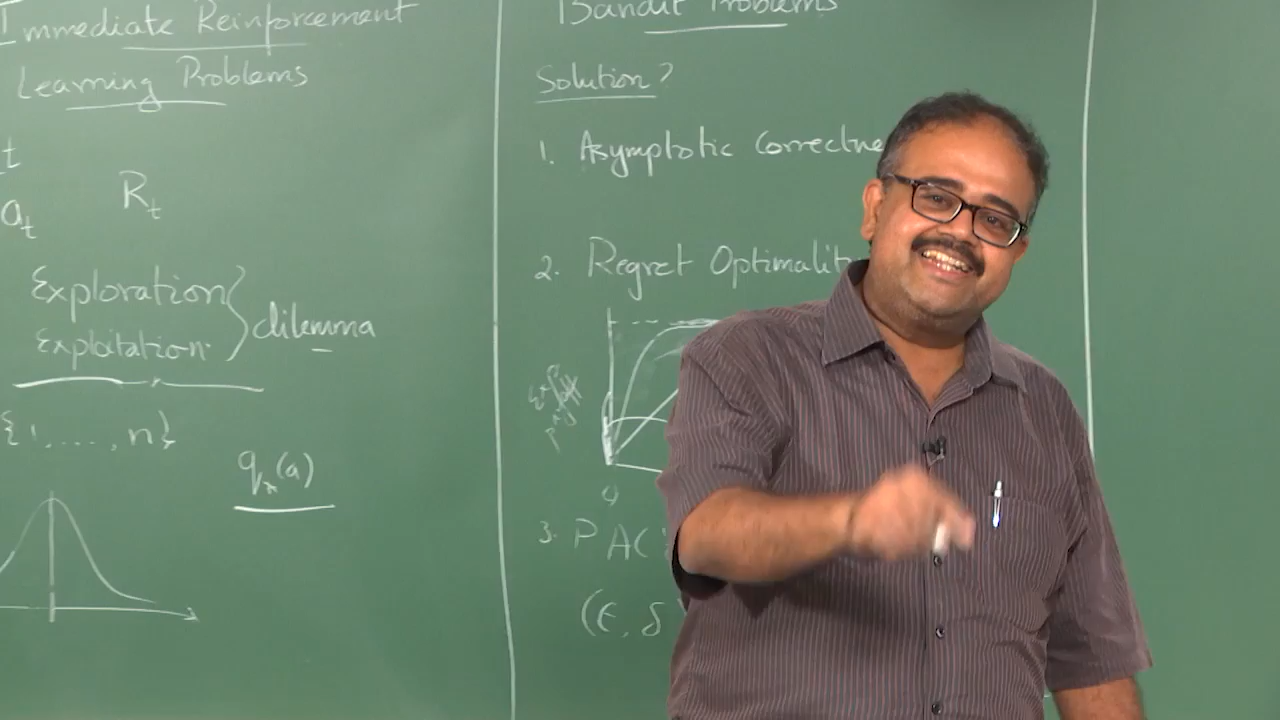 Immediate Reinforcement
Learning Problems
t
a_t R_t
Exploration
Exploitation
dilemma
{1, ..., n}
q_*(a)
Bandit Problems
Solution?
1. Asymptotic Correctne
2. Regret Optimalit
0
3. PAC
(ε, δ